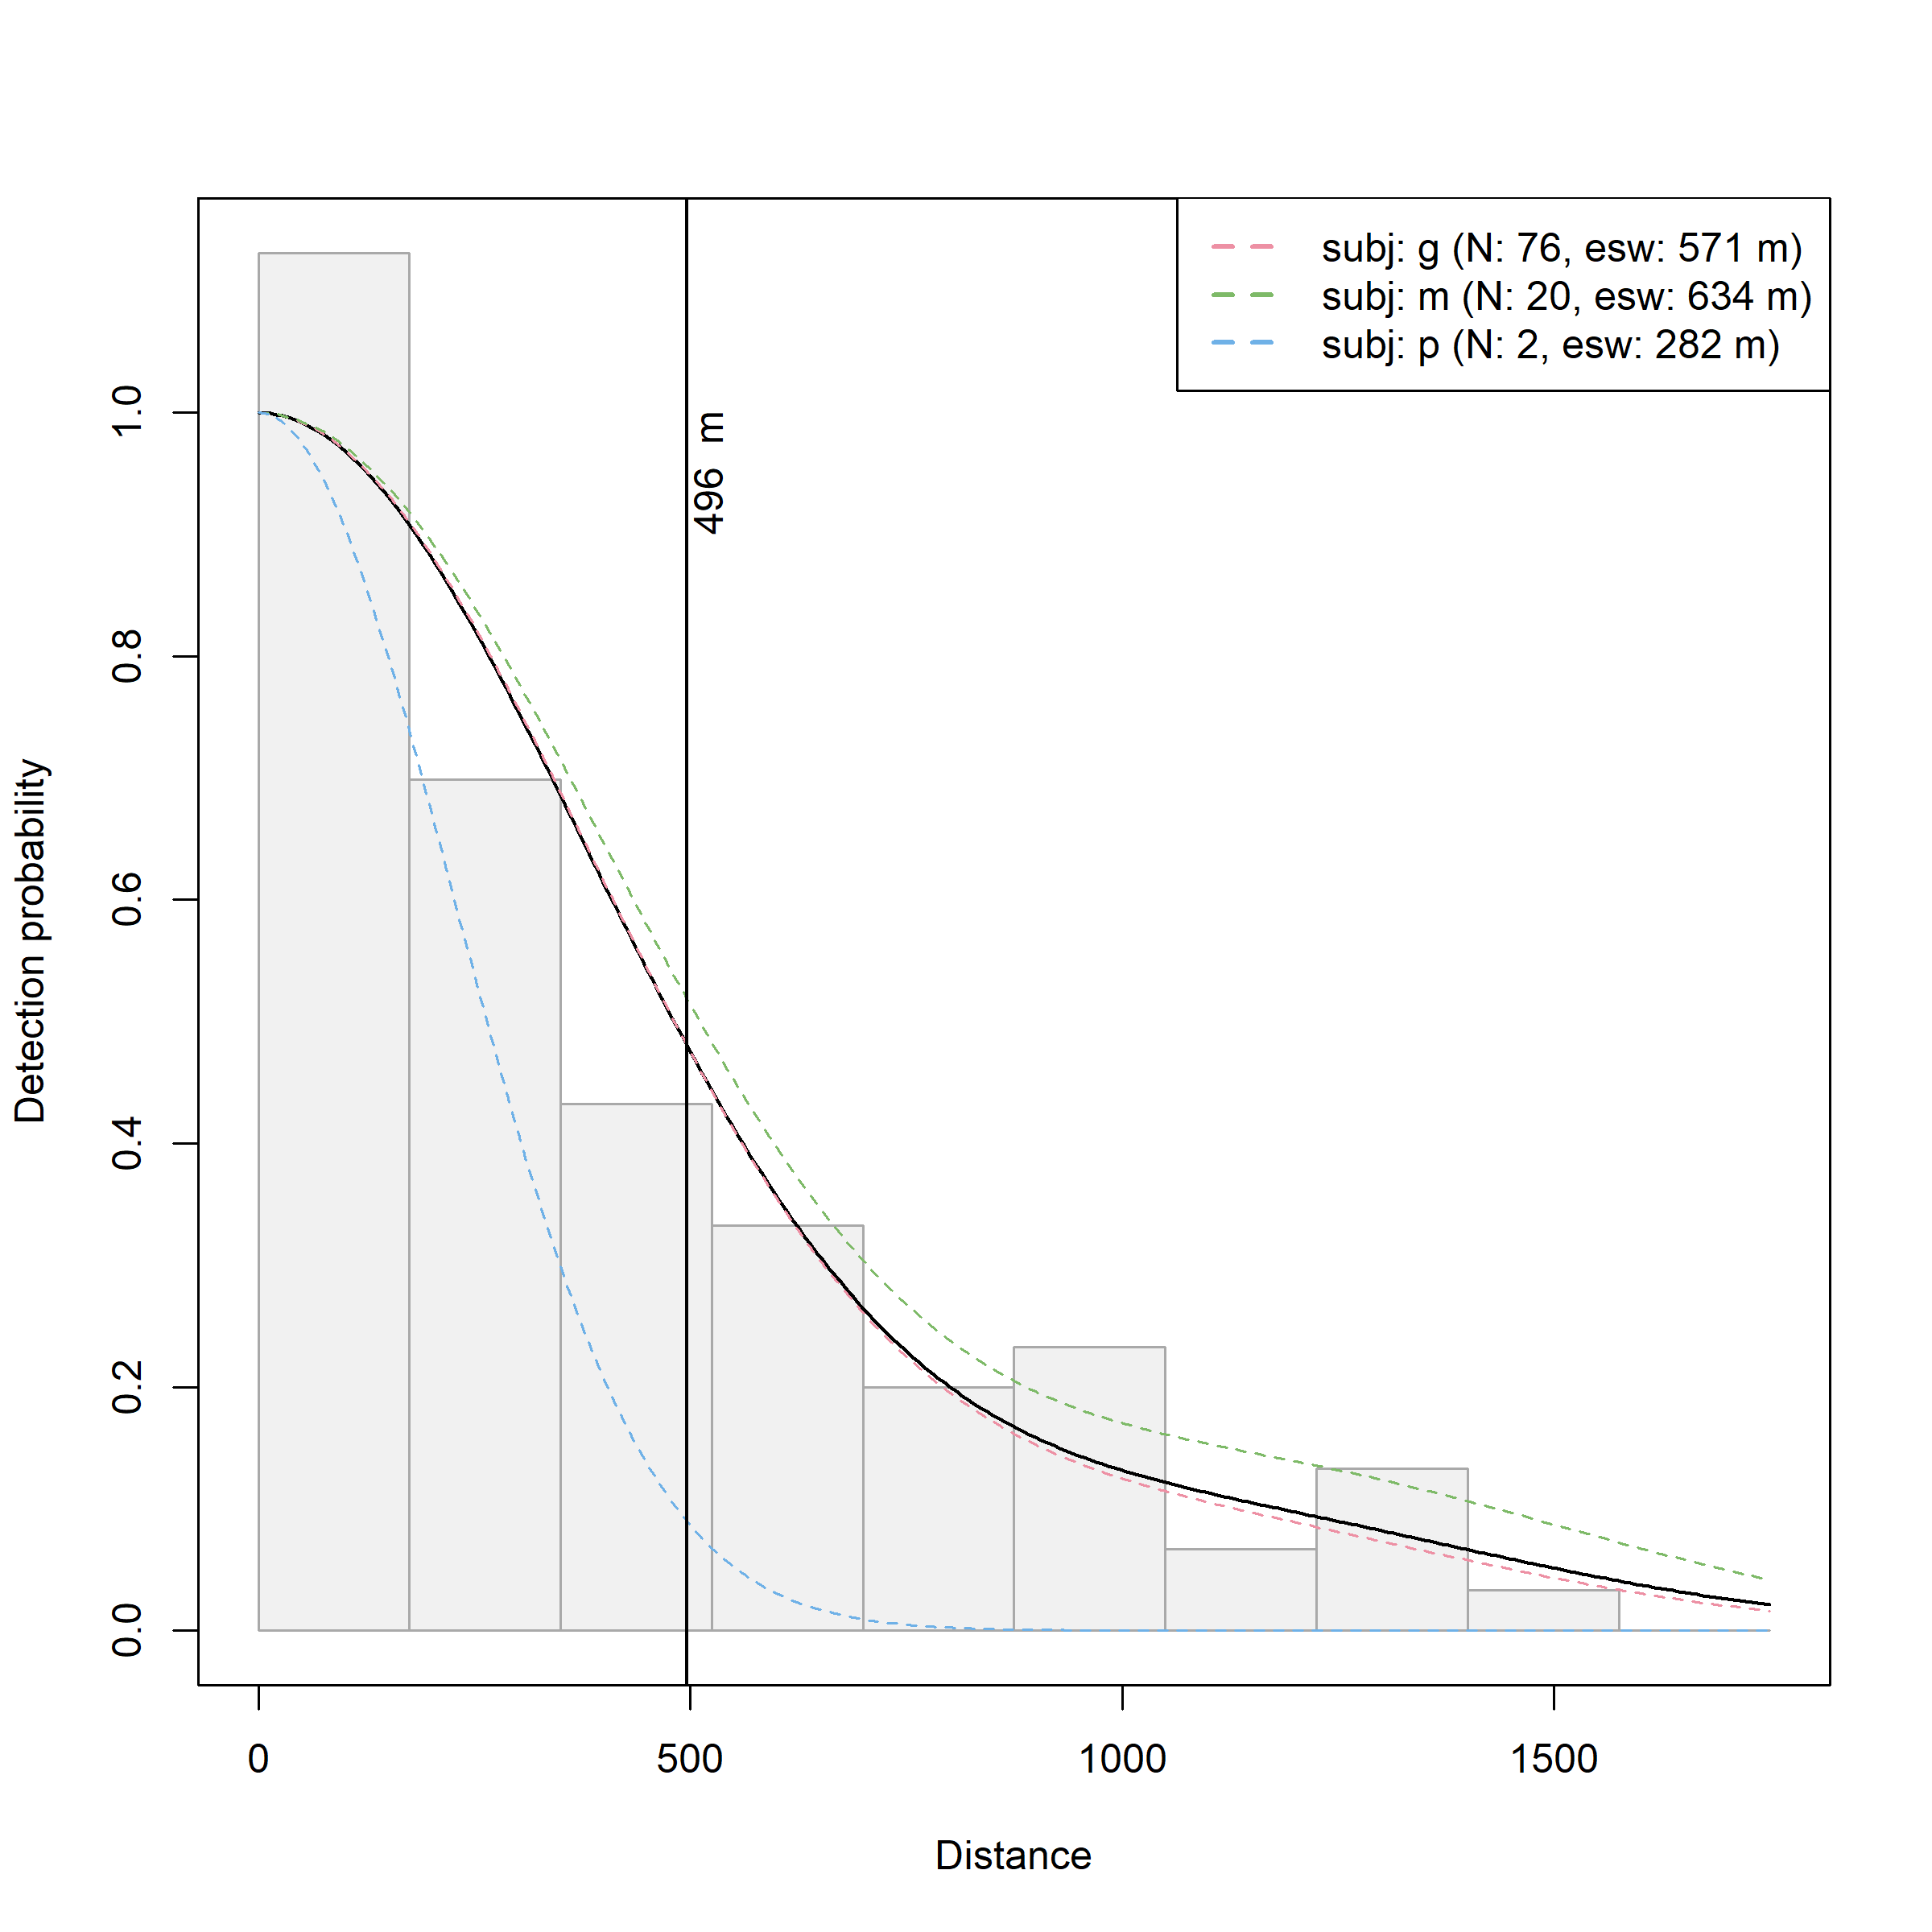 subj: g (N: 76, esw: 571 m)
subj: m (N: 20, esw: 634 m)
subj: p (N: 2, esw: 282 m)
496 m
Detection probability
1.0
0.8
0.6
0.4
0.2
0.0
0 500 1000 1500
Distance